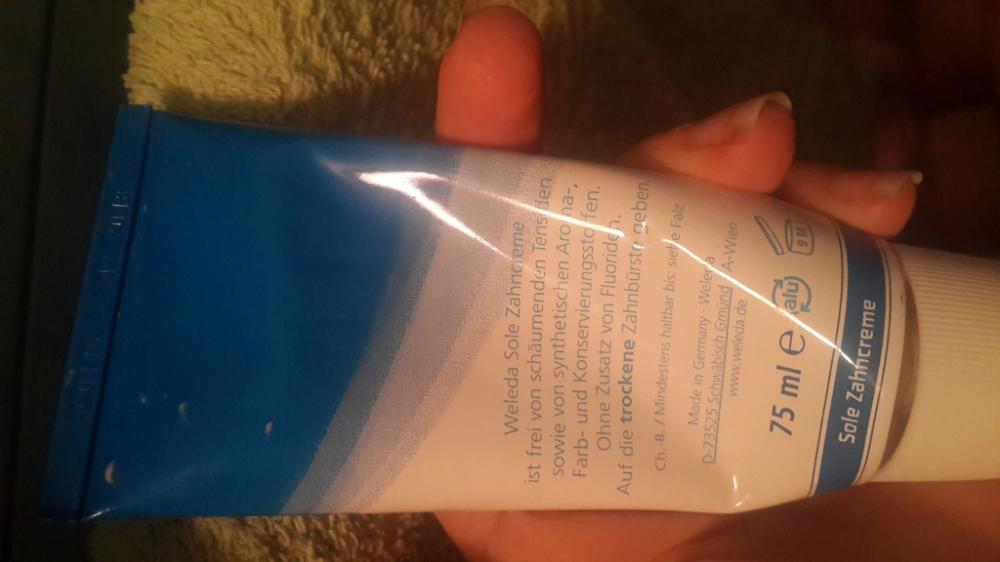 Weleda Sole Zahncreme
ist frei von schäumenden Tensiden
sowie von synthetischen Aroma-,
Farb- und Konservierungsstoffen.
Ohne Zusatz von Fluoriden.
Auf die trockene Zahnbürste geben.
Ch.-B. / Mindestens haltbar bis: siehe Falz
Made in Germany · Weleda
D-73525 Schwäbisch Gmünd A-Wien
www.weleda.de
75 ml e alu 9 M
Sole Zahncreme